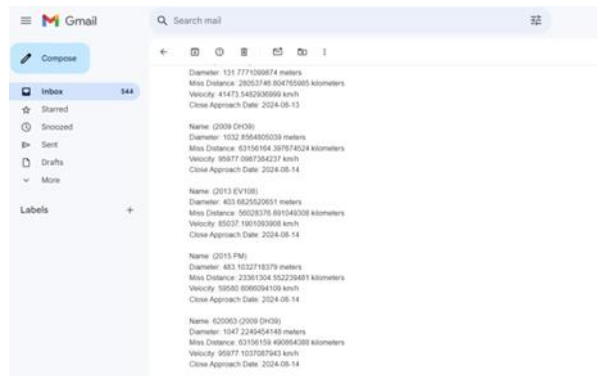 Gmail
Search mail
Compose
Inbox 544
Starred
Snoozed
Sent
Drafts
More
Labels +
Diameter: 131.7771099874 meters
Miss Distance: 28053746.604765985 kilometers
Velocity: 41473.5482936999 km/h
Close Approach Date: 2024-08-13
Name: (2009 DH39)
Diameter: 1032.8564805039 meters
Miss Distance: 63156164.397674524 kilometers
Velocity: 95977.0987384237 km/h
Close Approach Date: 2024-08-14
Name: (2013 EV108)
Diameter: 403.6825520651 meters
Miss Distance: 56028376.691049308 kilometers
Velocity: 85037.1901093908 km/h
Close Approach Date: 2024-08-14
Name: (2015 PM)
Diameter: 483.1032718379 meters
Miss Distance: 23361304.552239481 kilometers
Velocity: 59580.6066094109 km/h
Close Approach Date: 2024-08-14
Name: 620063 (2009 DH39)
Diameter: 1047.2249454148 meters
Miss Distance: 63156159.490864388 kilometers
Velocity: 95977.1037087943 km/h
Close Approach Date: 2024-08-14